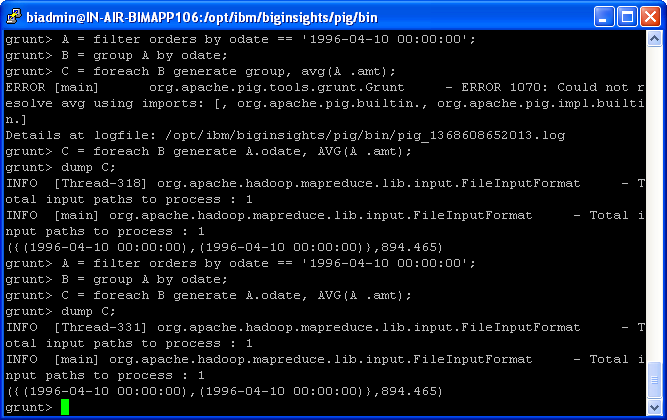 biadmin@IN-AIR-BIMAPP106:/opt/ibm/biginsights/pig/bin
grunt> A = filter orders by odate == '1996-04-10 00:00:00';
grunt> B = group A by odate;
grunt> C = foreach B generate group, avg(A .amt);
ERROR [main]     org.apache.pig.tools.grunt.Grunt     - ERROR 1070: Could not r
esolve avg using imports: [, org.apache.pig.builtin., org.apache.pig.impl.builti
n.]
Details at logfile: /opt/ibm/biginsights/pig/bin/pig_1368608652013.log
grunt> C = foreach B generate A.odate, AVG(A .amt);
grunt> dump C;
INFO  [Thread-318] org.apache.hadoop.mapreduce.lib.input.FileInputFormat     - T
otal input paths to process : 1
INFO  [main] org.apache.hadoop.mapreduce.lib.input.FileInputFormat     - Total i
nput paths to process : 1
({(1996-04-10 00:00:00),(1996-04-10 00:00:00)},894.465)
grunt> A = filter orders by odate == '1996-04-10 00:00:00';
grunt> B = group A by odate;
grunt> C = foreach B generate A.odate, AVG(A .amt);
grunt> dump C;
INFO  [Thread-331] org.apache.hadoop.mapreduce.lib.input.FileInputFormat     - T
otal input paths to process : 1
INFO  [main] org.apache.hadoop.mapreduce.lib.input.FileInputFormat     - Total i
nput paths to process : 1
({(1996-04-10 00:00:00),(1996-04-10 00:00:00)},894.465)
grunt>